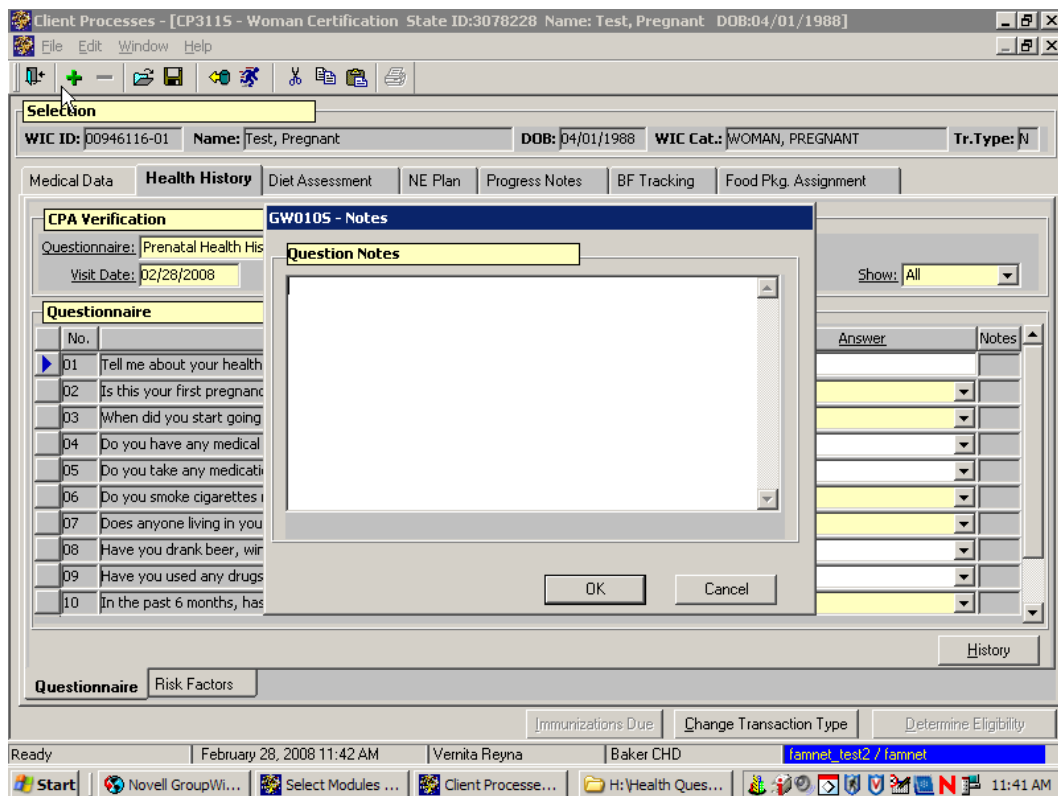 Client Processes - [CP311S - Woman Certification State ID:3078228 Name: Test, Pregnant DOB:04/01/1988]
File Edit Window Help
Selection
WIC ID: 00946116-01 Name: Test, Pregnant DOB: 04/01/1988 WIC Cat.: WOMAN, PREGNANT Tr.Type: N
Medical Data Health History Diet Assessment NE Plan Progress Notes BF Tracking Food Pkg. Assignment
CPA Verification
Questionnaire: Prenatal Health His
Visit Date: 02/28/2008
Show: All
GW010S - Notes
Question Notes
OK Cancel
Questionnaire
No. Answer Notes
01 Tell me about your health
02 Is this your first pregnanc
03 When did you start going
04 Do you have any medical
05 Do you take any medicati
06 Do you smoke cigarettes
07 Does anyone living in you
08 Have you drank beer, win
09 Have you used any drugs
10 In the past 6 months, has
History
Questionnaire Risk Factors
Immunizations Due Change Transaction Type Determine Eligibility
Ready February 28, 2008 11:42 AM Vernita Reyna Baker CHD famnet_test2 / famnet
Start Novell GroupWi... Select Modules ... Client Processe... H:\Health Ques... 11:41 AM